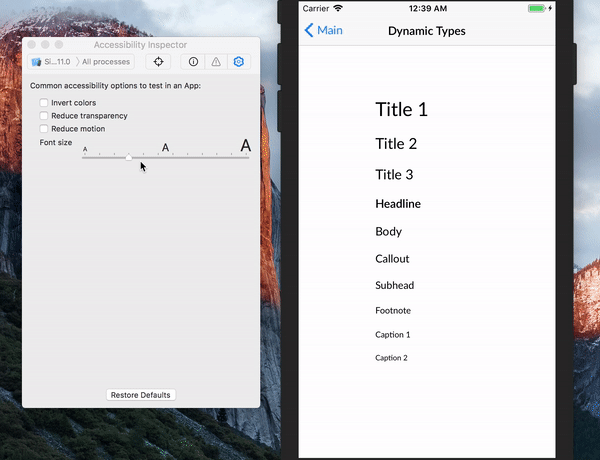 Accessibility Inspector
Si...11.0 〉All processes
Common accessibility options to test in an App:
Invert colors
Reduce transparency
Reduce motion
Font size
A A A
Restore Defaults
Carrier 12:39 AM
Main Dynamic Types
Title 1
Title 2
Title 3
Headline
Body
Callout
Subhead
Footnote
Caption 1
Caption 2